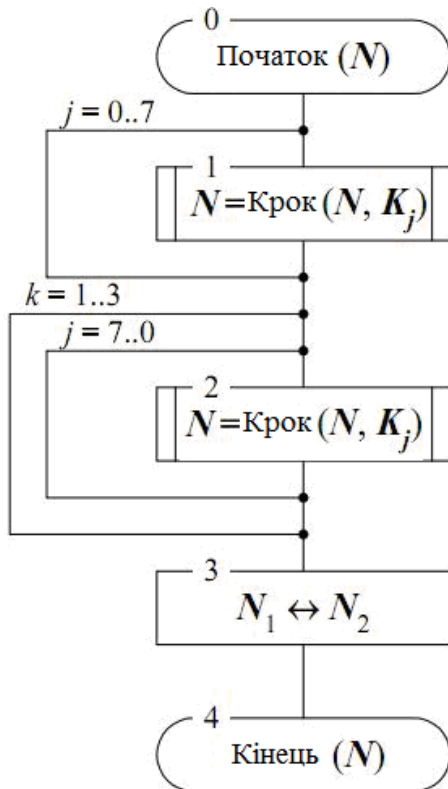 0
Початок (N)
j = 0..7
1
N=Крок(N, Kj)
k = 1..3
j = 7..0
2
N=Крок(N, Kj)
3
N1 ↔ N2
4
Кінець (N)